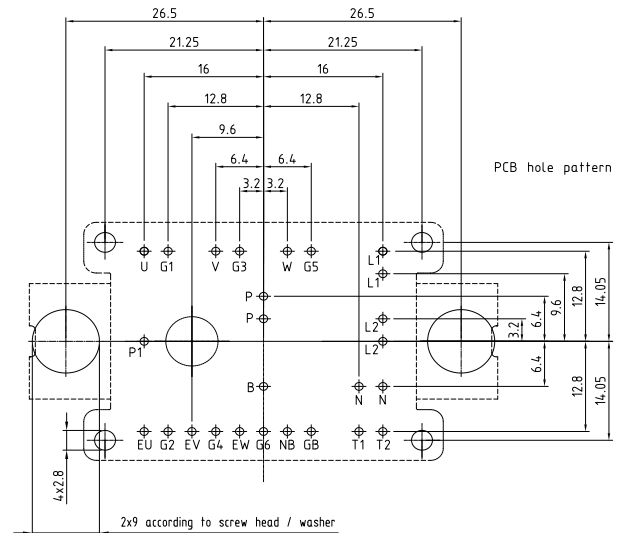 26.5 26.5
21.25 21.25
16 16
12.8 12.8
9.6
6.4 6.4
PCB hole pattern
3.2 3.2
U G1 V G3 W G5 L1
L1
P
P
L2
P1 L2
B
N N
EU G2 EV G4 EW G6 NB GB T1 T2
3.2
6.4
9.6
12.8
14.05
6.4
12.8
14.05
4x2.8
2x9 according to screw head / washer